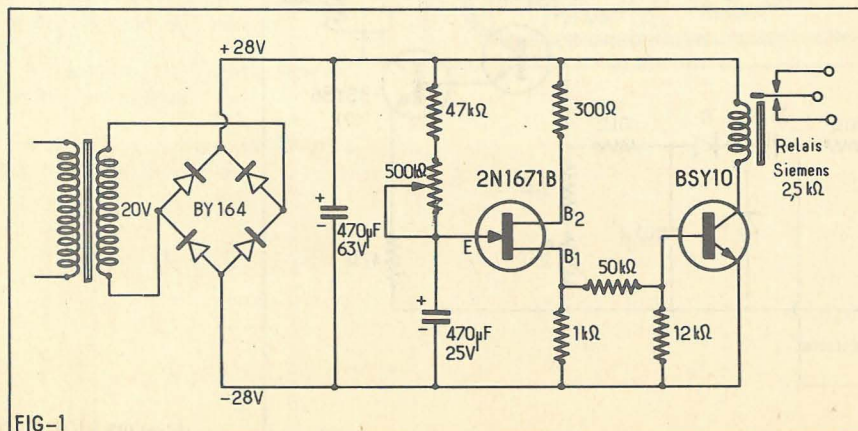 +28V
47kΩ
300Ω
Relais
Siemens
2,5 kΩ
500kΩ
2N1671B
BSY10
20V
BY 164
+
-
470µF
63V
E
B2
B1
50kΩ
+
-
470µF
25V
1kΩ
12kΩ
-28V
FIG-1